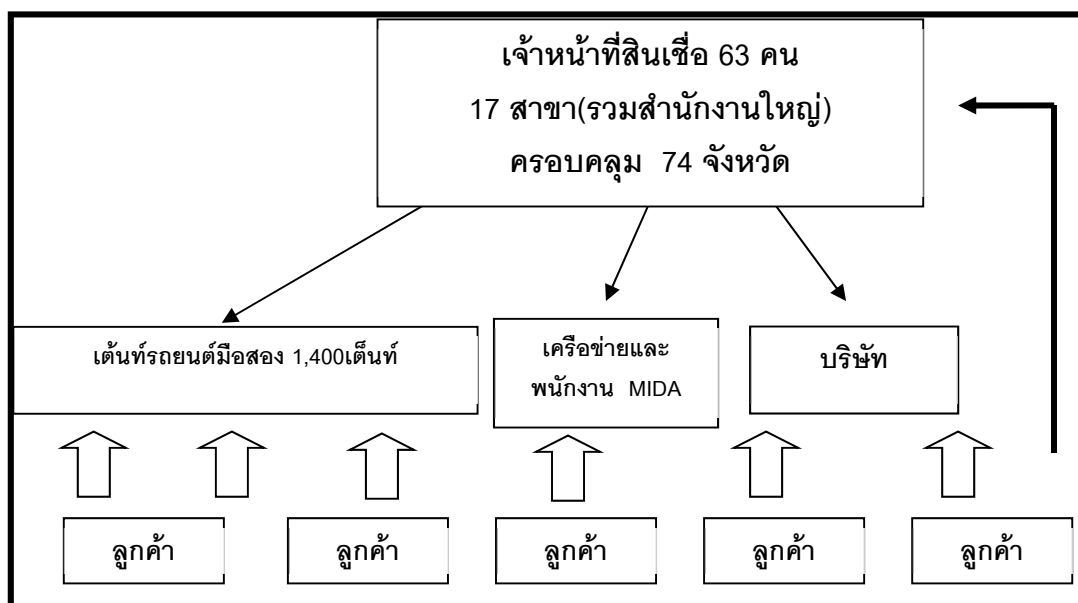 เจ้าหน้าที่สินเชื่อ 63 คน
17 สาขา(รวมสำนักงานใหญ่)
ครอบคลุม 74 จังหวัด
เต้นท์รถยนต์มือสอง 1,400เต็นท์
เครือข่ายและ
พนักงาน MIDA
บริษัท
ลูกค้า
ลูกค้า
ลูกค้า
ลูกค้า
ลูกค้า